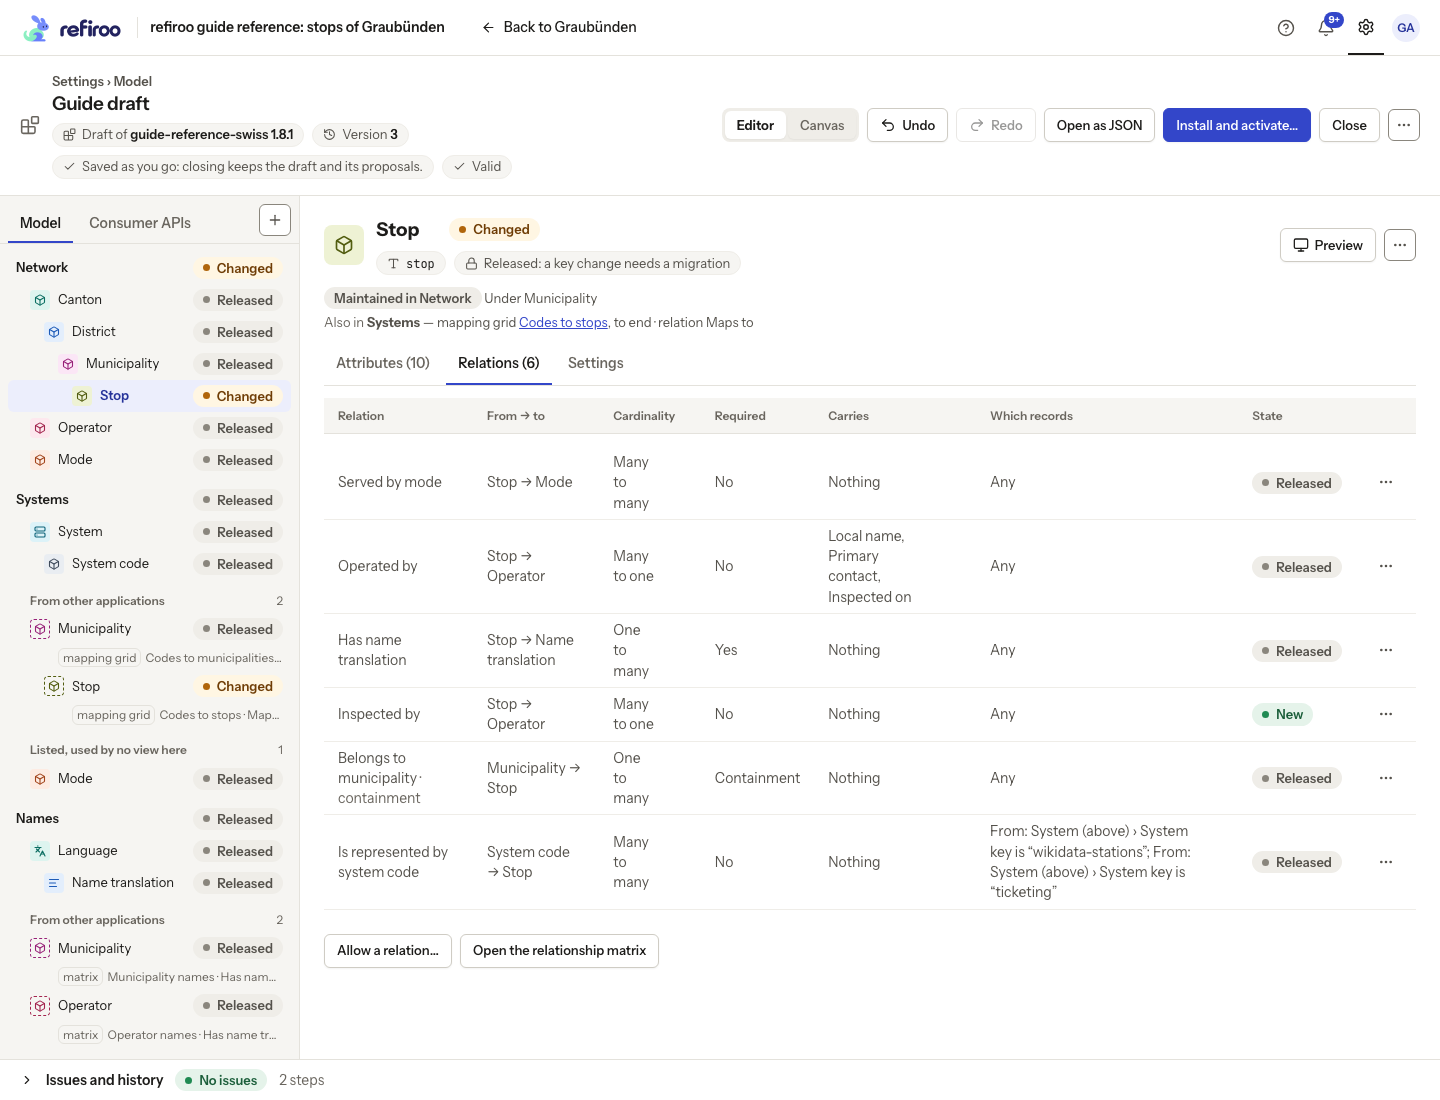 refiroo
refiroo guide reference: stops of Graubünden
← Back to Graubünden
9+
GA
Settings › Model
Guide draft
Draft of guide-reference-swiss 1.8.1
Version 3
Saved as you go: closing keeps the draft and its proposals.
Valid
Editor
Canvas
Undo
Redo
Open as JSON
Install and activate...
Close
Model
Consumer APIs
Network
Changed
Canton
Released
District
Released
Municipality
Released
Stop
Changed
Operator
Released
Mode
Released
Systems
Released
System
Released
System code
Released
From other applications
2
Municipality
Released
mapping grid Codes to municipalities...
Stop
Changed
mapping grid Codes to stops · Map...
Listed, used by no view here
1
Mode
Released
Names
Released
Language
Released
Name translation
Released
From other applications
2
Municipality
Released
matrix Municipality names · Has nam...
Operator
Released
matrix Operator names · Has name tr...
Stop
Changed
stop
Released: a key change needs a migration
Preview
Maintained in Network Under Municipality
Also in Systems — mapping grid Codes to stops, to end · relation Maps to
Attributes (10)
Relations (6)
Settings
Relation
From → to
Cardinality
Required
Carries
Which records
State
Served by mode
Stop → Mode
Many
to
many
No
Nothing
Any
Released
Operated by
Stop →
Operator
Many
to one
No
Local name,
Primary
contact,
Inspected on
Any
Released
Has name
translation
Stop → Name
translation
One
to
many
Yes
Nothing
Any
Released
Inspected by
Stop →
Operator
Many
to one
No
Nothing
Any
New
Belongs to
municipality ·
containment
Municipality →
Stop
One
to
many
Containment
Nothing
Any
Released
Is represented by
system code
System code
→ Stop
Many
to
many
No
Nothing
From: System (above) › System
key is “wikidata-stations”; From:
System (above) › System key is
“ticketing”
Released
Allow a relation...
Open the relationship matrix
Issues and history
No issues
2 steps